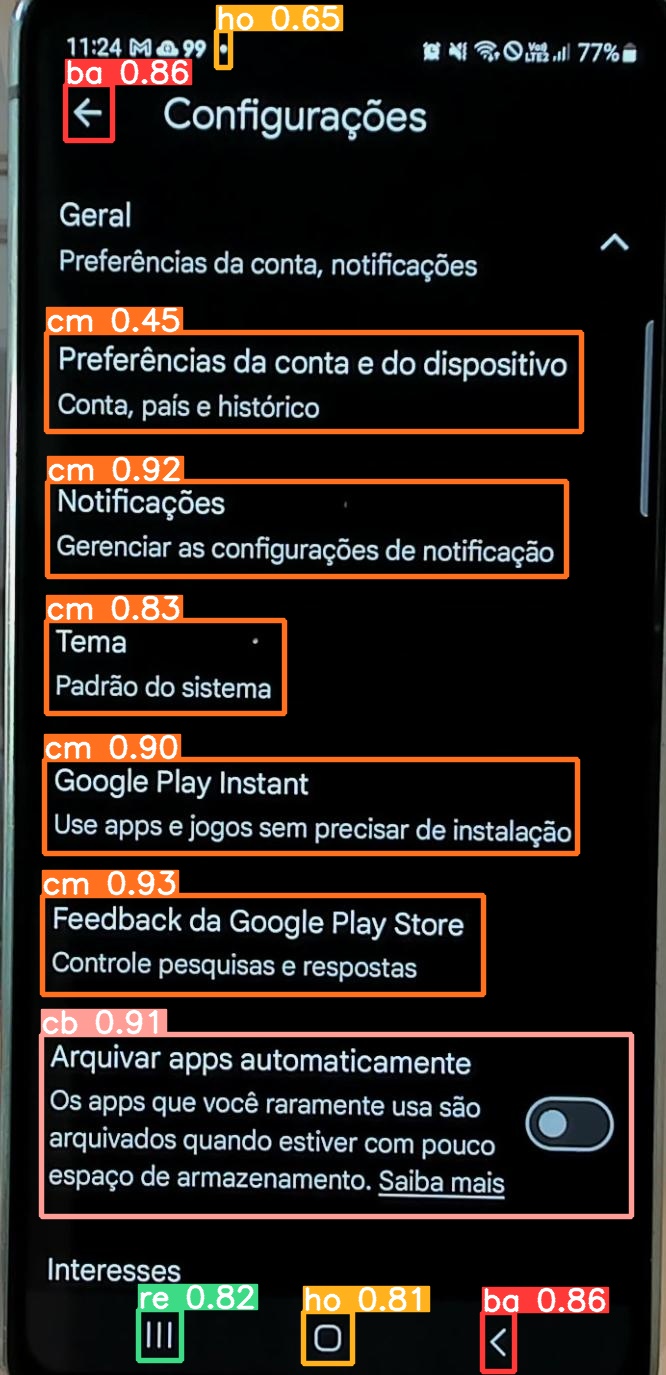 ho 0.65
11:24 99 77%
Vo)) LTE2
ba 0.86
Configurações
Geral
Preferências da conta, notificações
cm 0.45
Preferências da conta e do dispositivo
Conta, país e histórico
cm 0.92
Notificações
Gerenciar as configurações de notificação
cm 0.83
Tema
Padrão do sistema
cm 0.90
Google Play Instant
Use apps e jogos sem precisar de instalação
cm 0.93
Feedback da Google Play Store
Controle pesquisas e respostas
cb 0.91
Arquivar apps automaticamente
Os apps que você raramente usa são
arquivados quando estiver com pouco
espaço de armazenamento. Saiba mais
Interesses
re 0.82 ho 0.81 ba 0.86